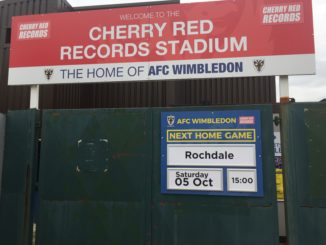 WELCOME TO THE
CHERRY RED
RECORDS STADIUM
THE HOME OF AFC WIMBLEDON
CHERRY RED
RECORDS
CHERRY RED
RECORDS
AFC WIMBLEDON
NEXT HOME GAME
Rochdale
Saturday
05 Oct
15:00